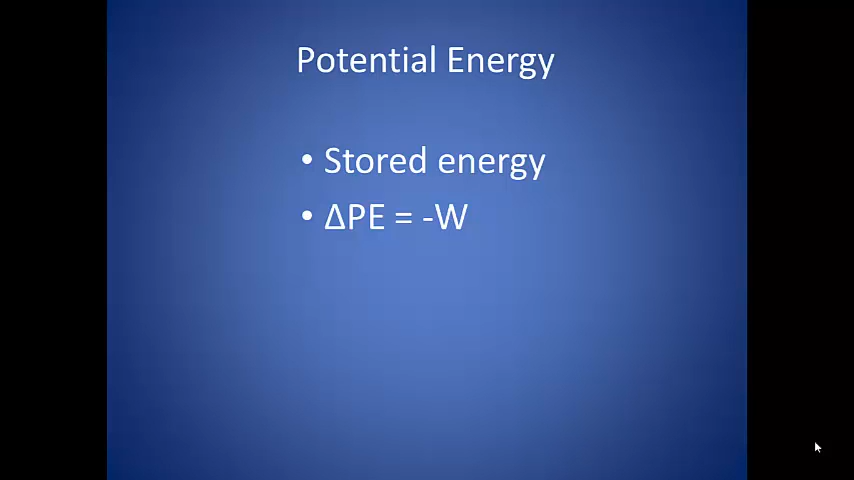 Potential Energy
• Stored energy
• ΔPE = -W